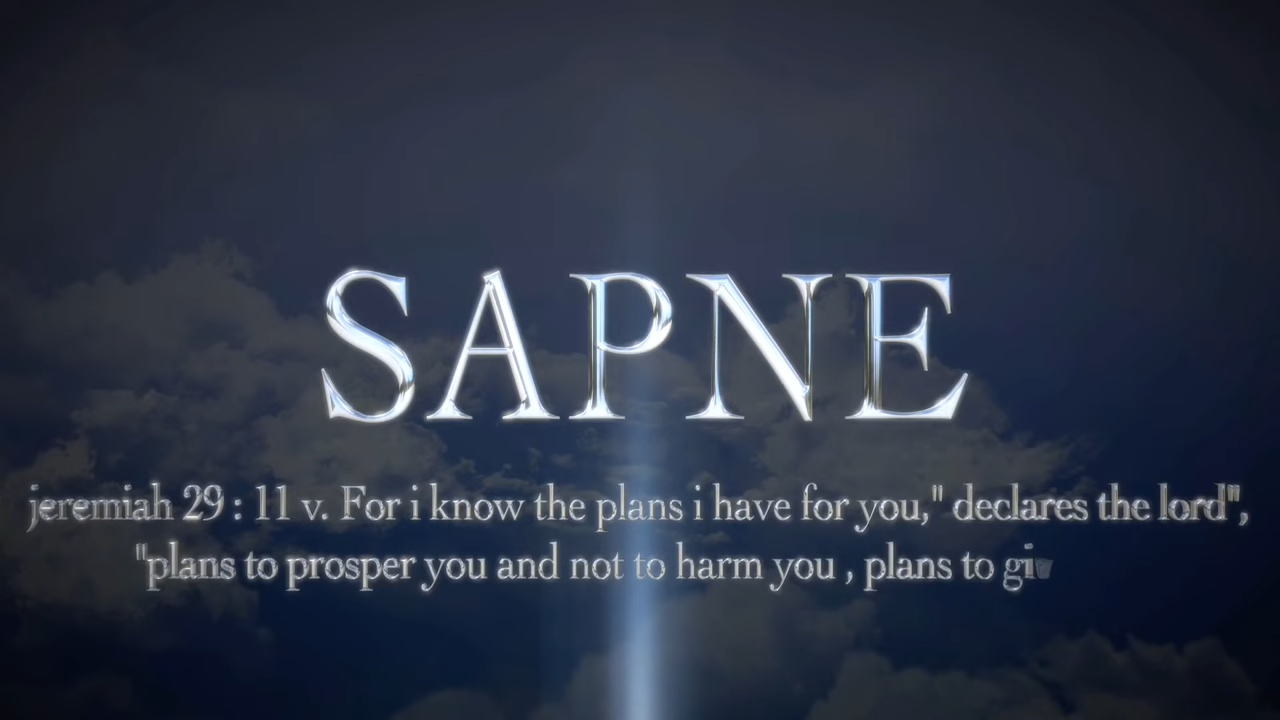 SAPNE
jeremiah 29 : 11 v. For i know the plans i have for you," declares the lord",
"plans to prosper you and not to harm you , plans to giv